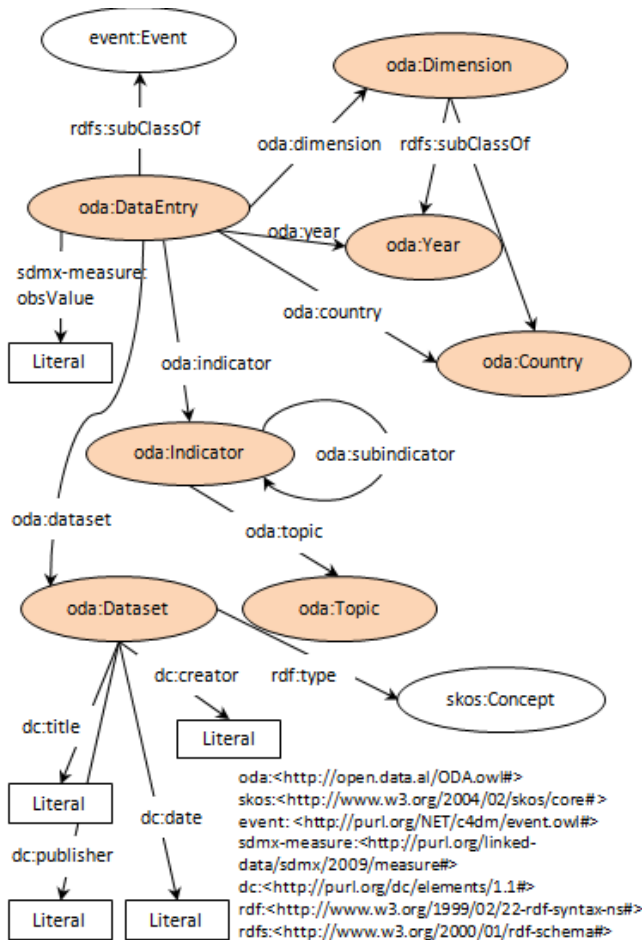 event:Event
oda:Dimension
rdfs:subClassOf
oda:dimension
rdfs:subClassOf
oda:DataEntry
oda:year
oda:Year
sdmx-measure:
obsValue
oda:country
Literal
oda:indicator
oda:Country
oda:Indicator
oda:subindicator
oda:dataset
oda:topic
oda:Dataset
oda:Topic
dc:creator
rdf:type
skos:Concept
dc:title
Literal
Literal
dc:date
dc:publisher
Literal
Literal
oda:<http://open.data.al/ODA.owl#>
skos:<http://www.w3.org/2004/02/skos/core#>
event: <http://purl.org/NET/c4dm/event.owl#>
sdmx-measure:<http://purl.org/linked-
data/sdmx/2009/measure#>
dc:<http://purl.org/dc/elements/1.1#>
rdf:<http://www.w3.org/1999/02/22-rdf-syntax-ns#>
rdfs:<http://www.w3.org/2000/01/rdf-schema#>